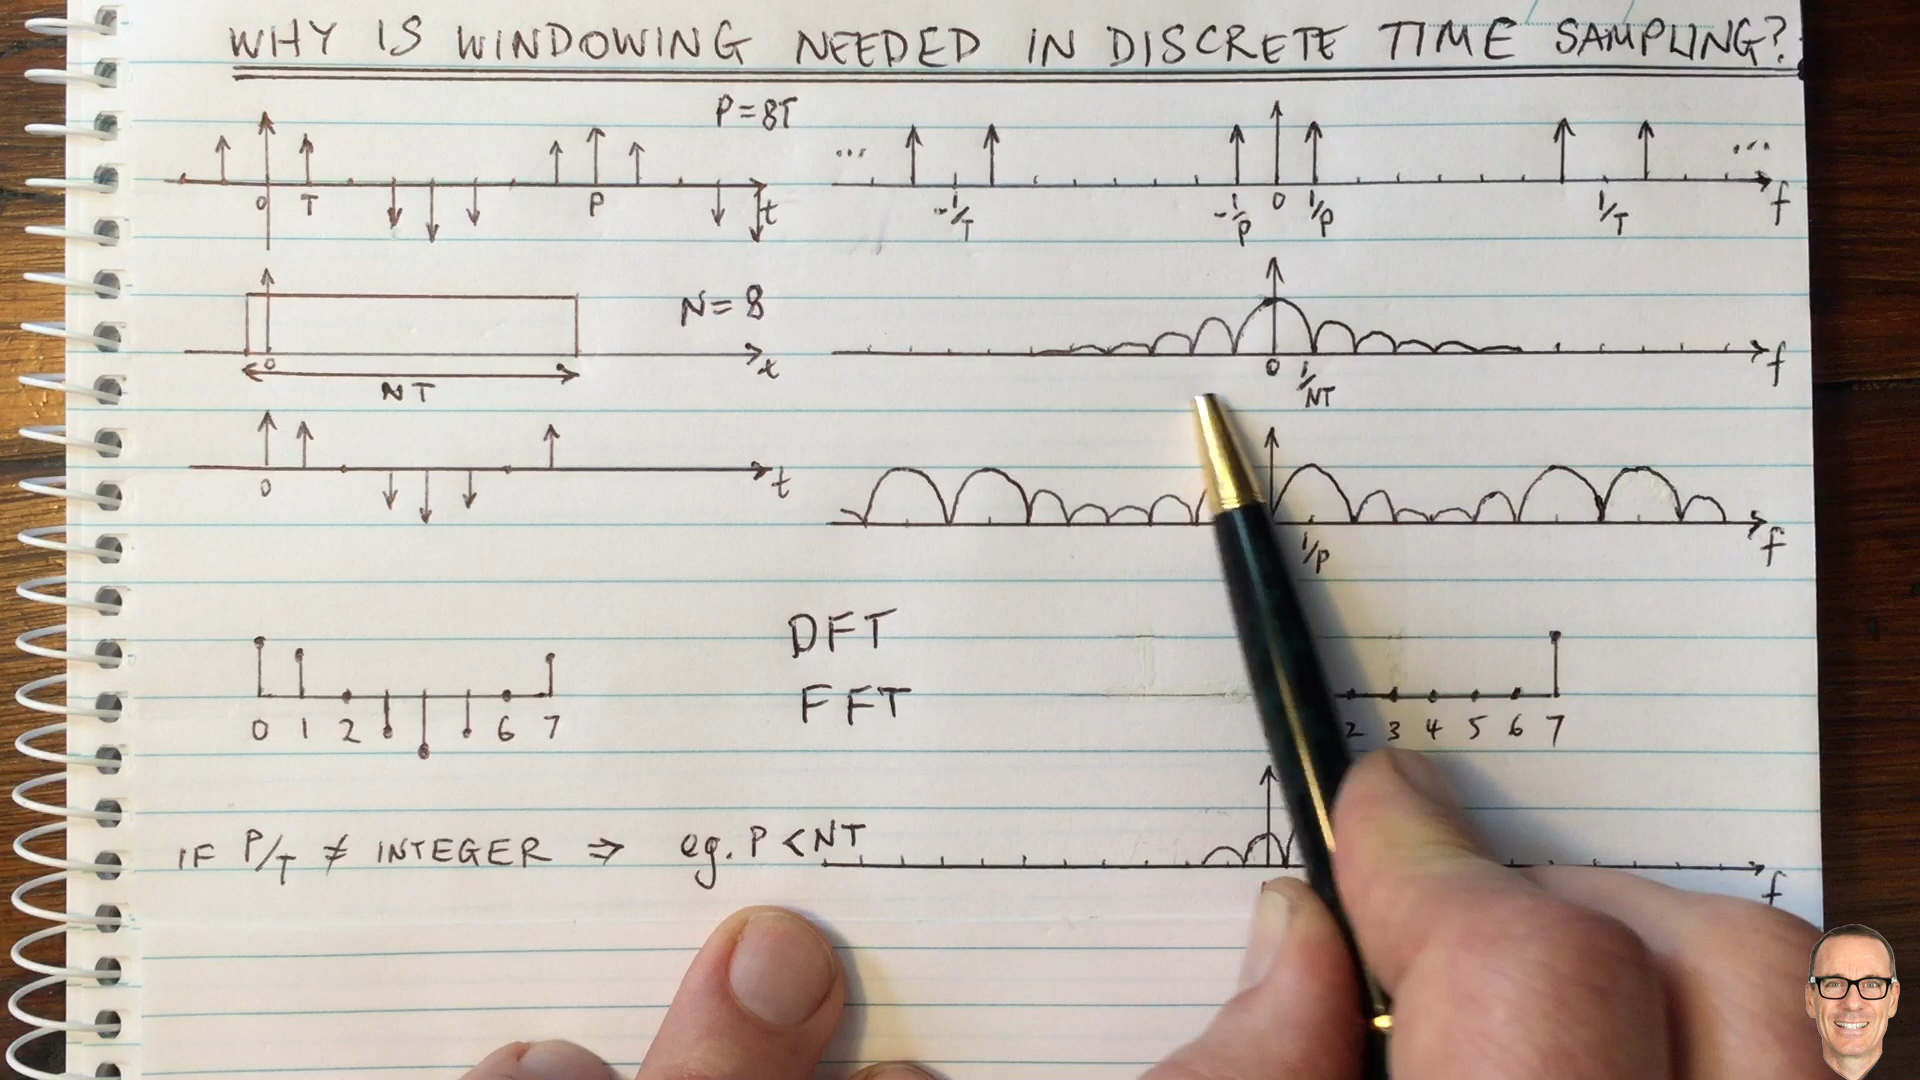 WHY IS WINDOWING NEEDED IN DISCRETE TIME SAMPLING?
P=8T
0 T P t
... -1/T -1/P 0 1/P 1/T ... f
N=8
0 t
NT
0 1/NT f
0 t
1/P f
DFT
FFT
0 1 2 6 7
2 3 4 5 6 7
IF P/T ≠ INTEGER ⇒ eg. P < NT
f